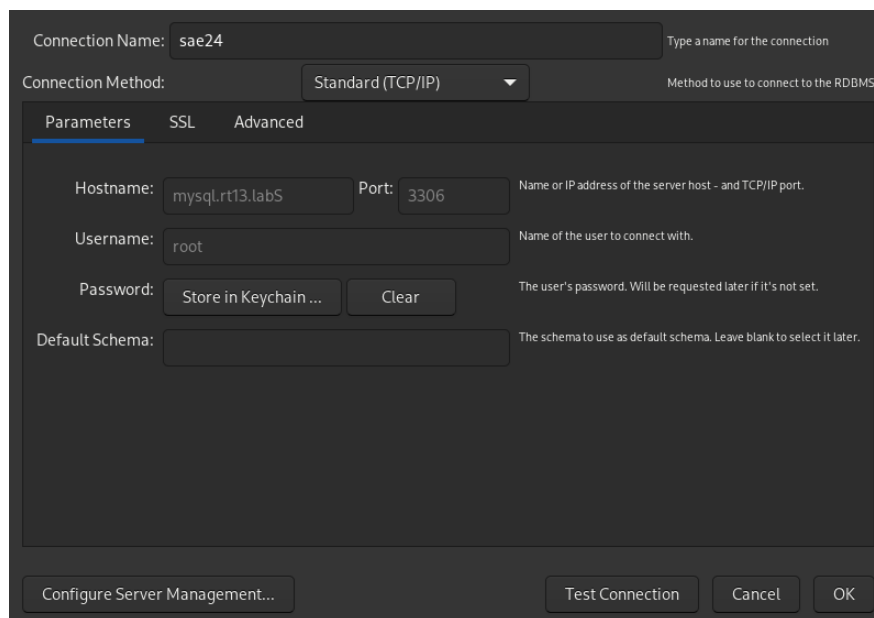 Connection Name: sae24 Type a name for the connection
Connection Method: Standard (TCP/IP) Method to use to connect to the RDBMS
Parameters SSL Advanced
Hostname: mysql.rt13.labS Port: 3306 Name or IP address of the server host - and TCP/IP port.
Username: root Name of the user to connect with.
Password: Store in Keychain ... Clear The user's password. Will be requested later if it's not set.
Default Schema: The schema to use as default schema. Leave blank to select it later.
Configure Server Management... Test Connection Cancel OK